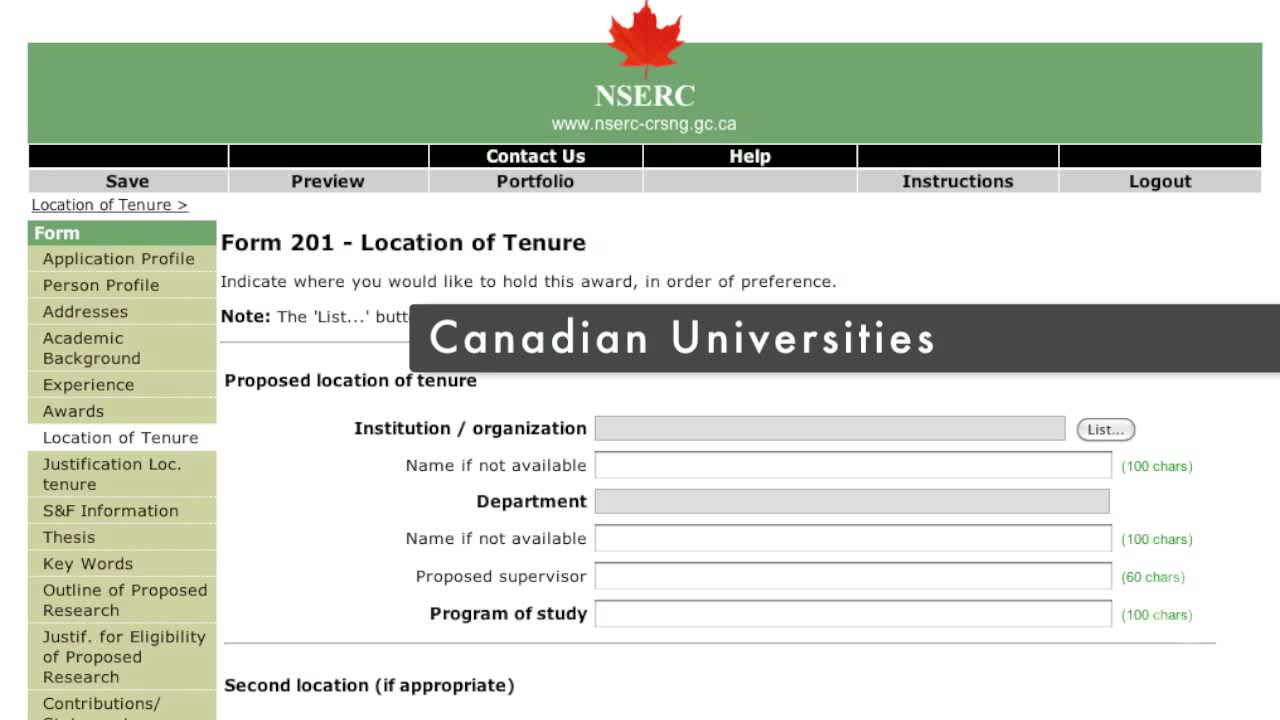 NSERC
www.nserc-crsng.gc.ca
Contact Us
Help
Save
Preview
Portfolio
Instructions
Logout
Location of Tenure >
Form
Application Profile
Person Profile
Addresses
Academic
Background
Experience
Awards
Location of Tenure
Justification Loc.
tenure
S&F Information
Thesis
Key Words
Outline of Proposed
Research
Justif. for Eligibility
of Proposed
Research
Contributions/
Form 201 - Location of Tenure
Indicate where you would like to hold this award, in order of preference.
Note: The 'List...'
Canadian Universities
Proposed location of tenure
Institution / organization
List...
Name if not available
(100 chars)
Department
Name if not available
(100 chars)
Proposed supervisor
(60 chars)
Program of study
(100 chars)
Second location (if appropriate)